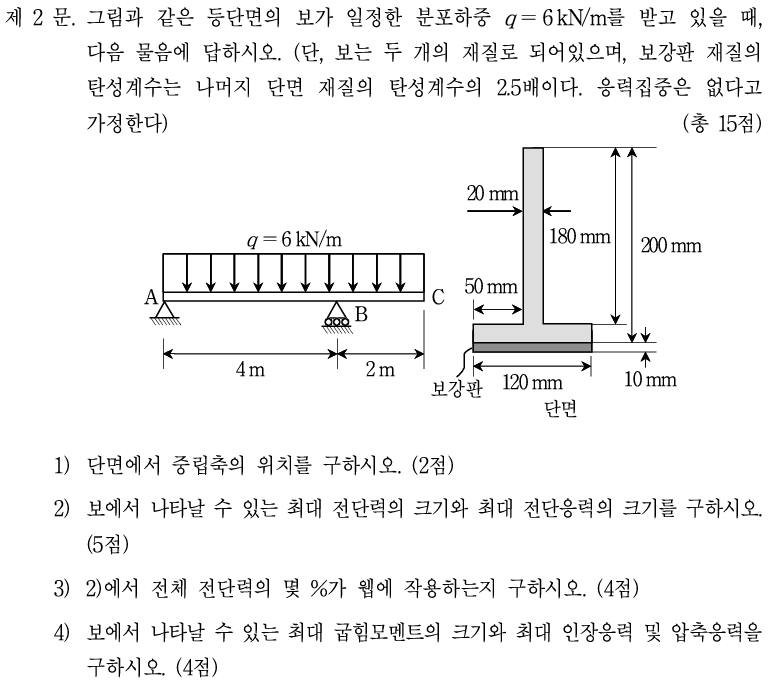 제 2 문. 그림과 같은 등단면의 보가 일정한 분포하중 q = 6 kN/m를 받고 있을 때,
다음 물음에 답하시오. (단, 보는 두 개의 재질로 되어있으며, 보강판 재질의
탄성계수는 나머지 단면 재질의 탄성계수의 2.5배이다. 응력집중은 없다고
가정한다) (총 15점)
20 mm
q = 6 kN/m
180 mm
200 mm
50 mm
A
B
C
4 m
2 m
보강판
120 mm
10 mm
단면
1) 단면에서 중립축의 위치를 구하시오. (2점)
2) 보에서 나타날 수 있는 최대 전단력의 크기와 최대 전단응력의 크기를 구하시오.
(5점)
3) 2)에서 전체 전단력의 몇 %가 웹에 작용하는지 구하시오. (4점)
4) 보에서 나타날 수 있는 최대 굽힘모멘트의 크기와 최대 인장응력 및 압축응력을
구하시오. (4점)